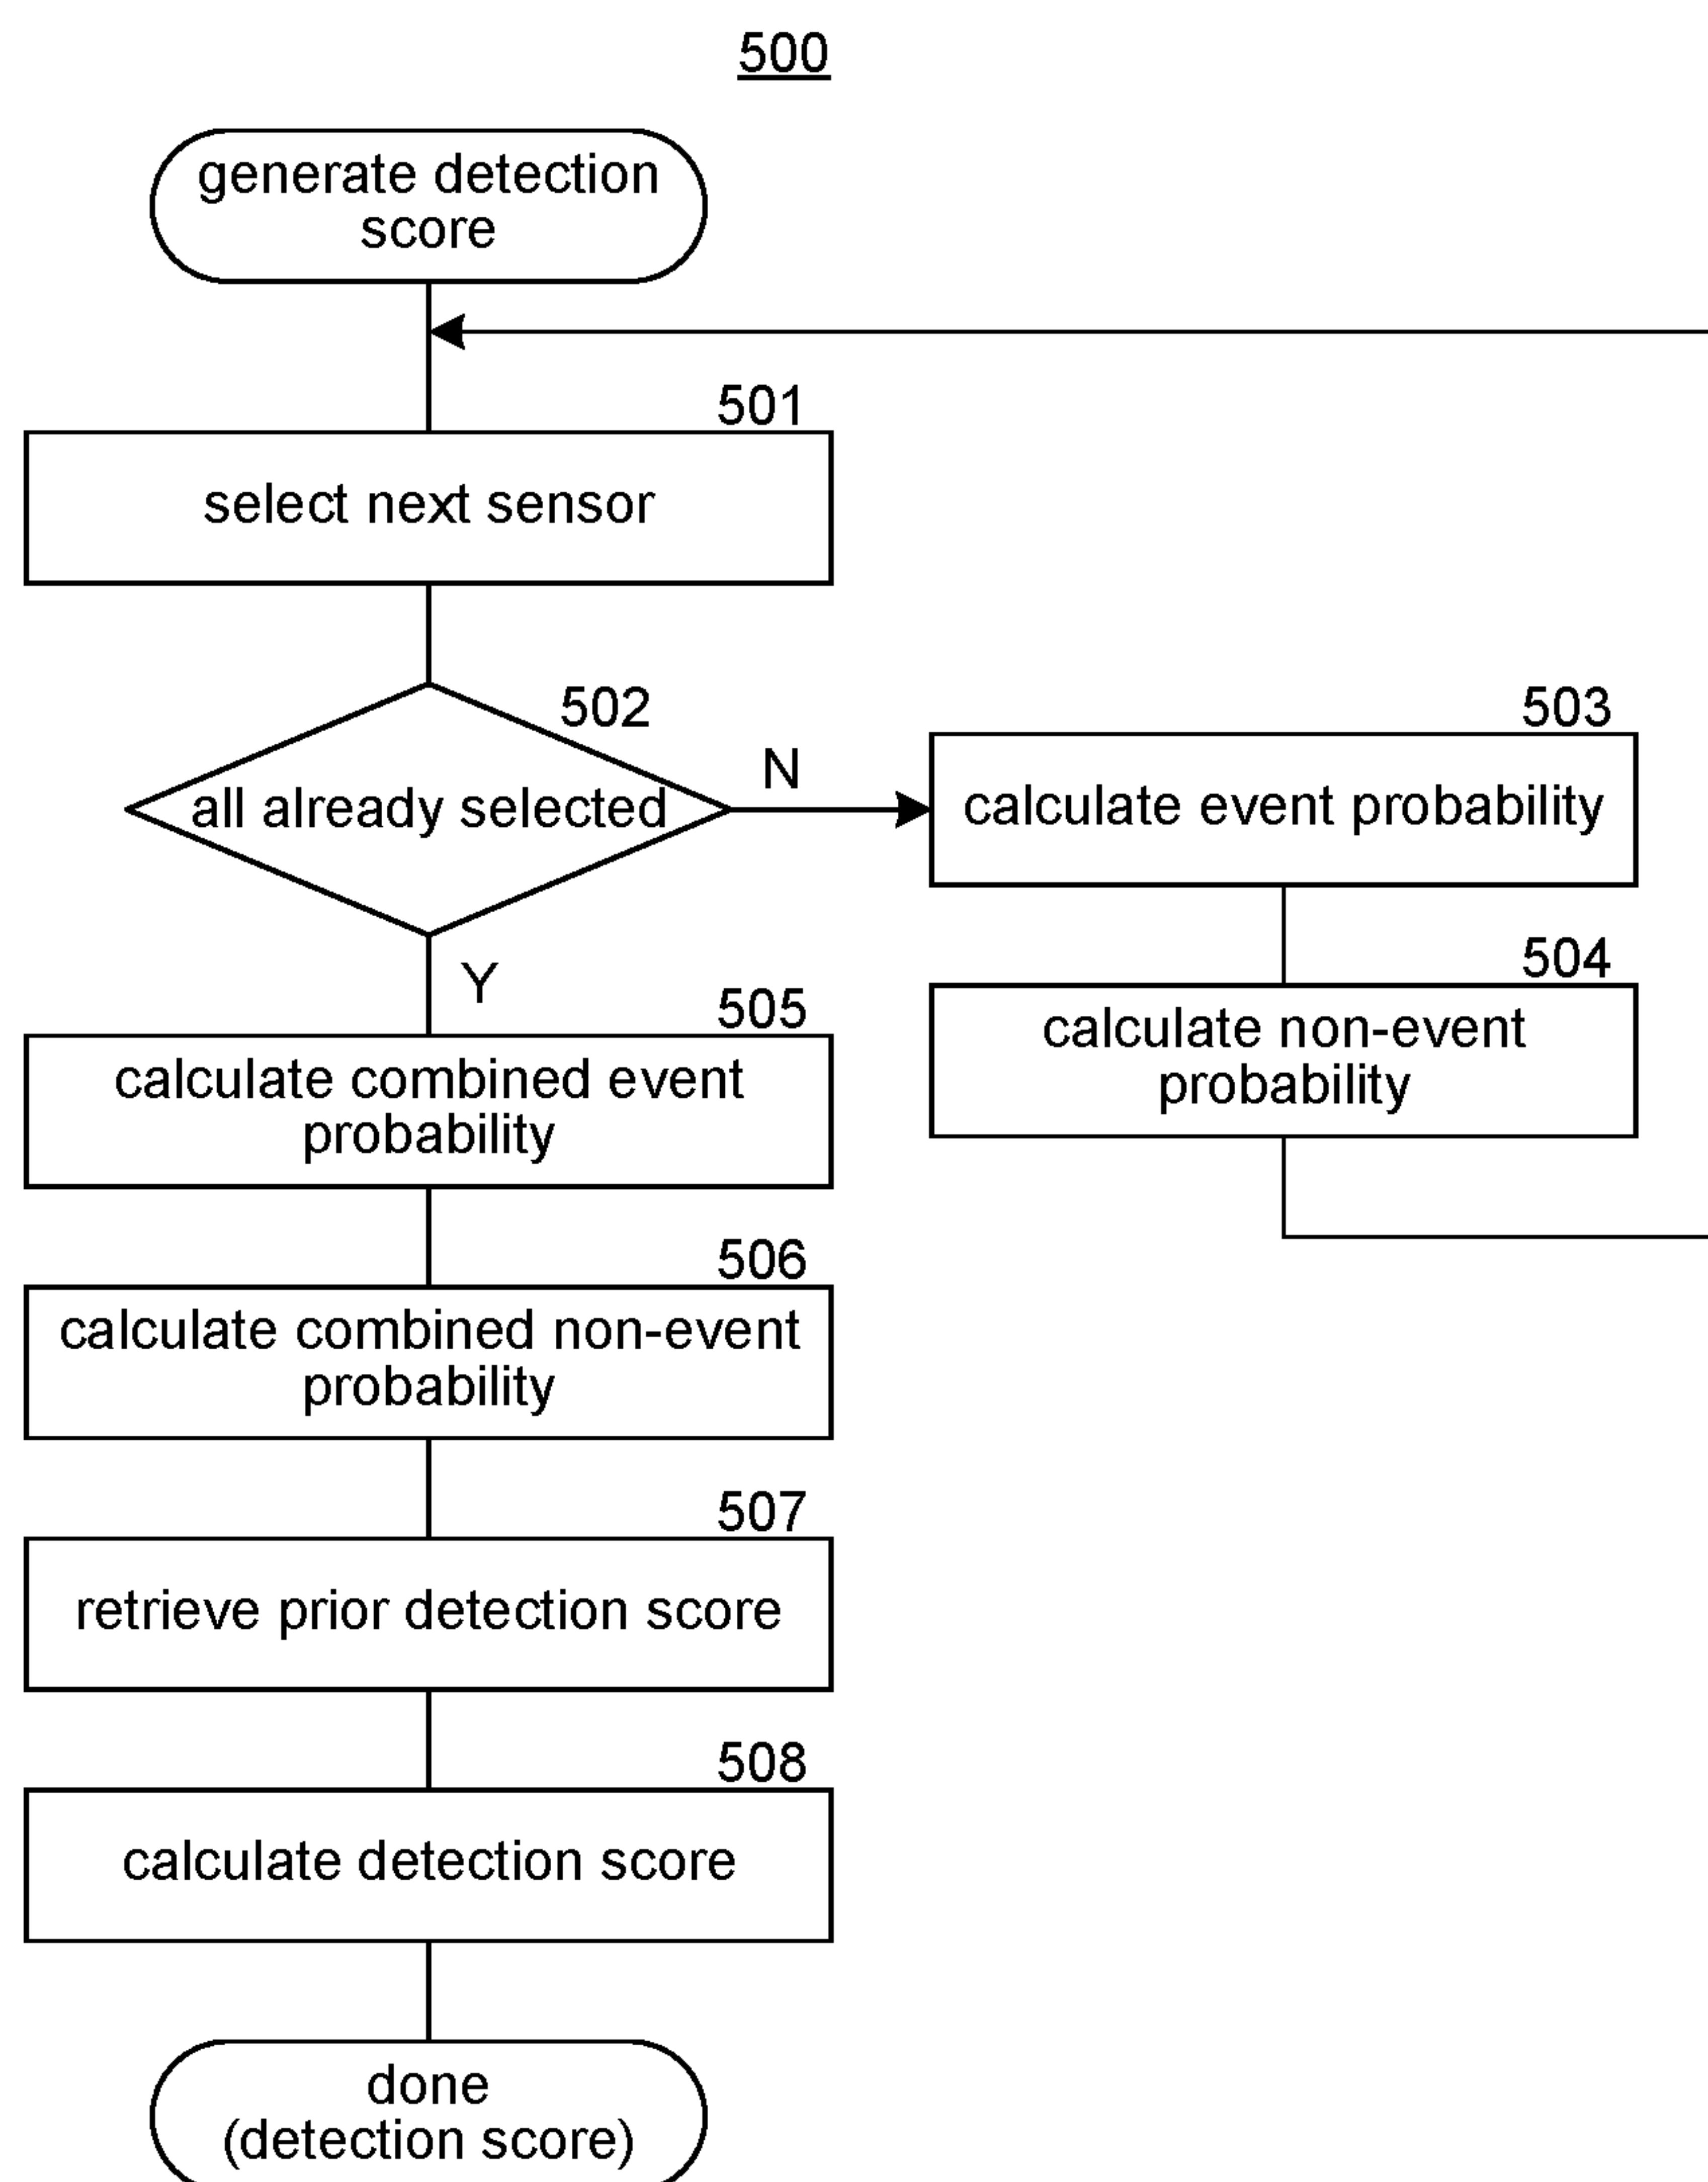 500
generate detection
score
501
select next sensor
502
all already selected
N
503
calculate event probability
504
calculate non-event
probability
Y
505
calculate combined event
probability
506
calculate combined non-event
probability
507
retrieve prior detection score
508
calculate detection score
done
(detection score)